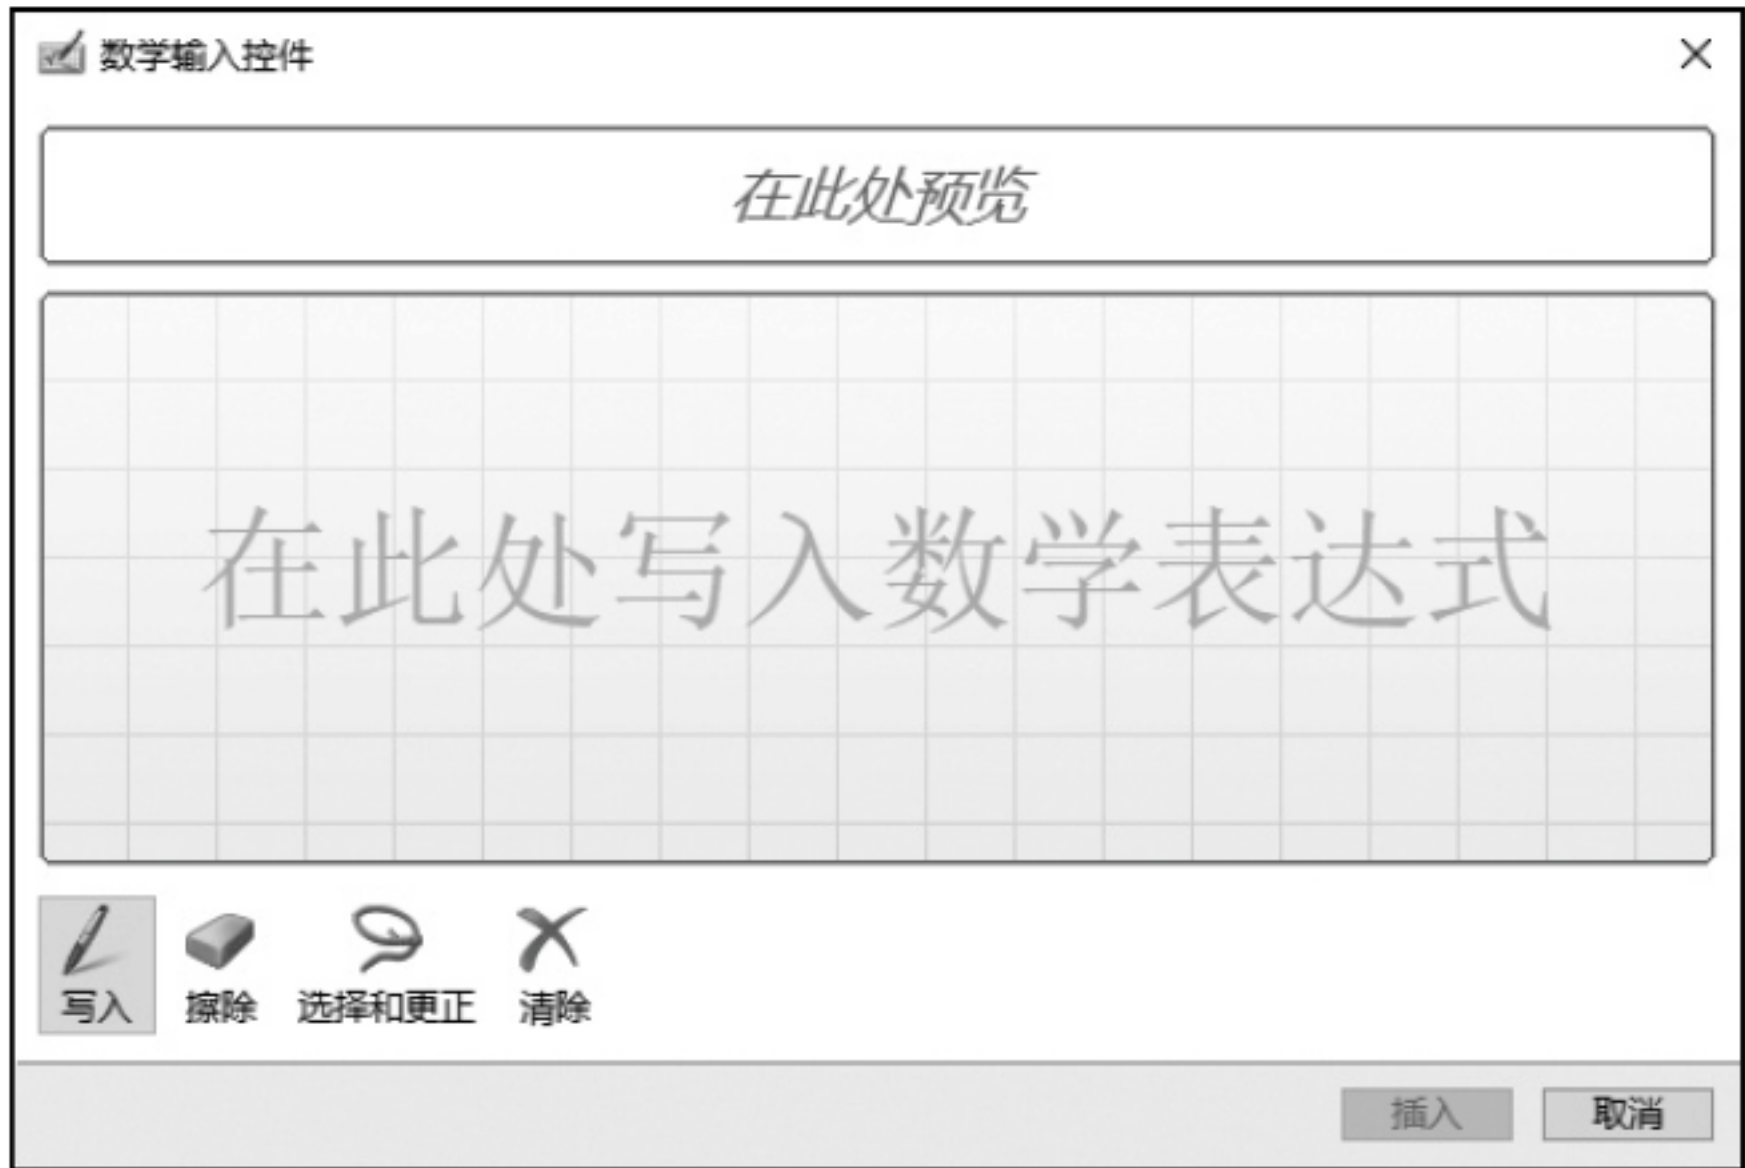 数学输入控件
在此处预览
在此处写入数学表达式
写入 擦除 选择和更正 清除
插入 取消